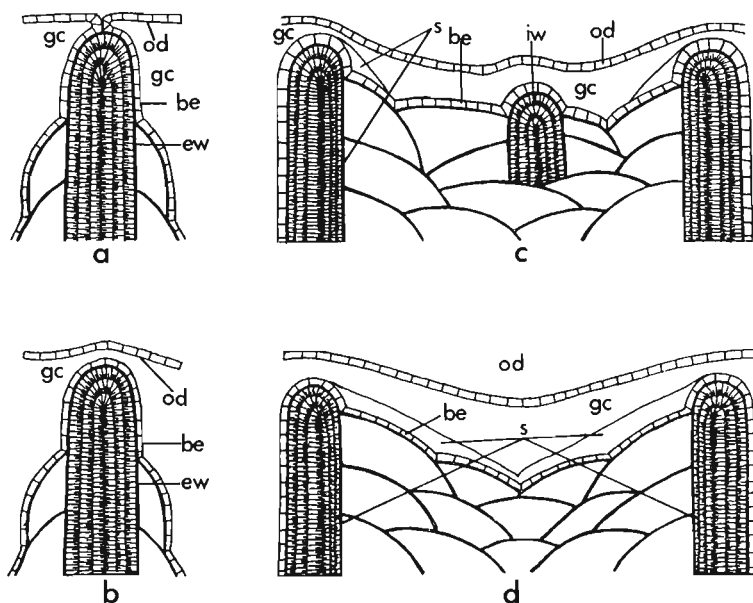 gc od gc s be iw od
gc gc
be
ew
a c
gc od od
be gc
be s
ew
b d